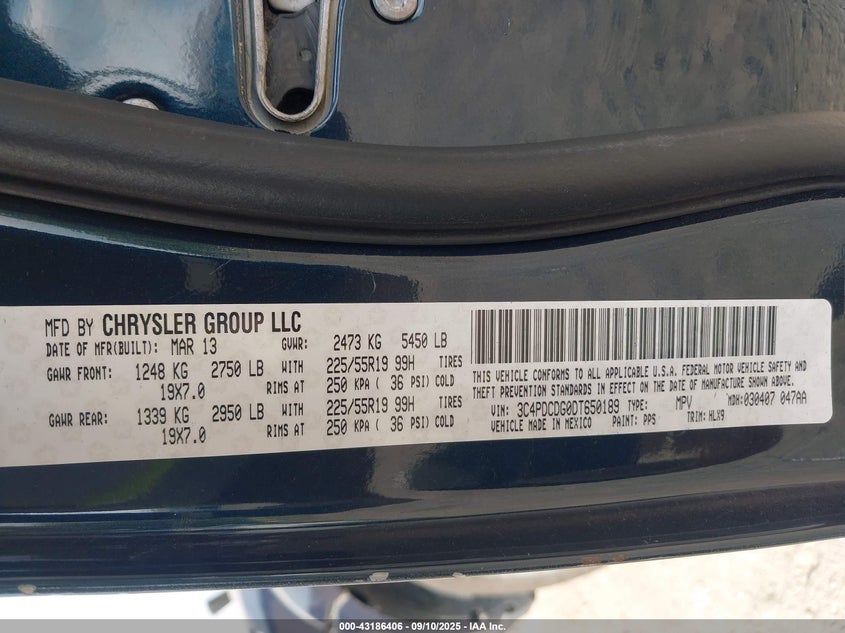 MFD BY CHRYSLER GROUP LLC
DATE OF MFR(BUILT): MAR 13 GVWR: 2473 KG 5450 LB
GAWR FRONT: 1248 KG 2750 LB WITH 225/55R19 99H TIRES
19X7.0 RIMS AT 250 KPA ( 36 PSI) COLD
GAWR REAR: 1339 KG 2950 LB WITH 225/55R19 99H TIRES
19X7.0 RIMS AT 250 KPA ( 36 PSI) COLD
THIS VEHICLE CONFORMS TO ALL APPLICABLE U.S.A. FEDERAL MOTOR VEHICLE SAFETY AND
THEFT PREVENTION STANDARDS IN EFFECT ON THE DATE OF MANUFACTURE SHOWN ABOVE.
VIN: 3C4PDCDG0DT650189 TYPE: MPV MDH: 030407 047AA
VEHICLE MADE IN MEXICO PAINT: PPS TRIM: HLX9
000-43186406 - 09/10/2025 - IAA Inc.